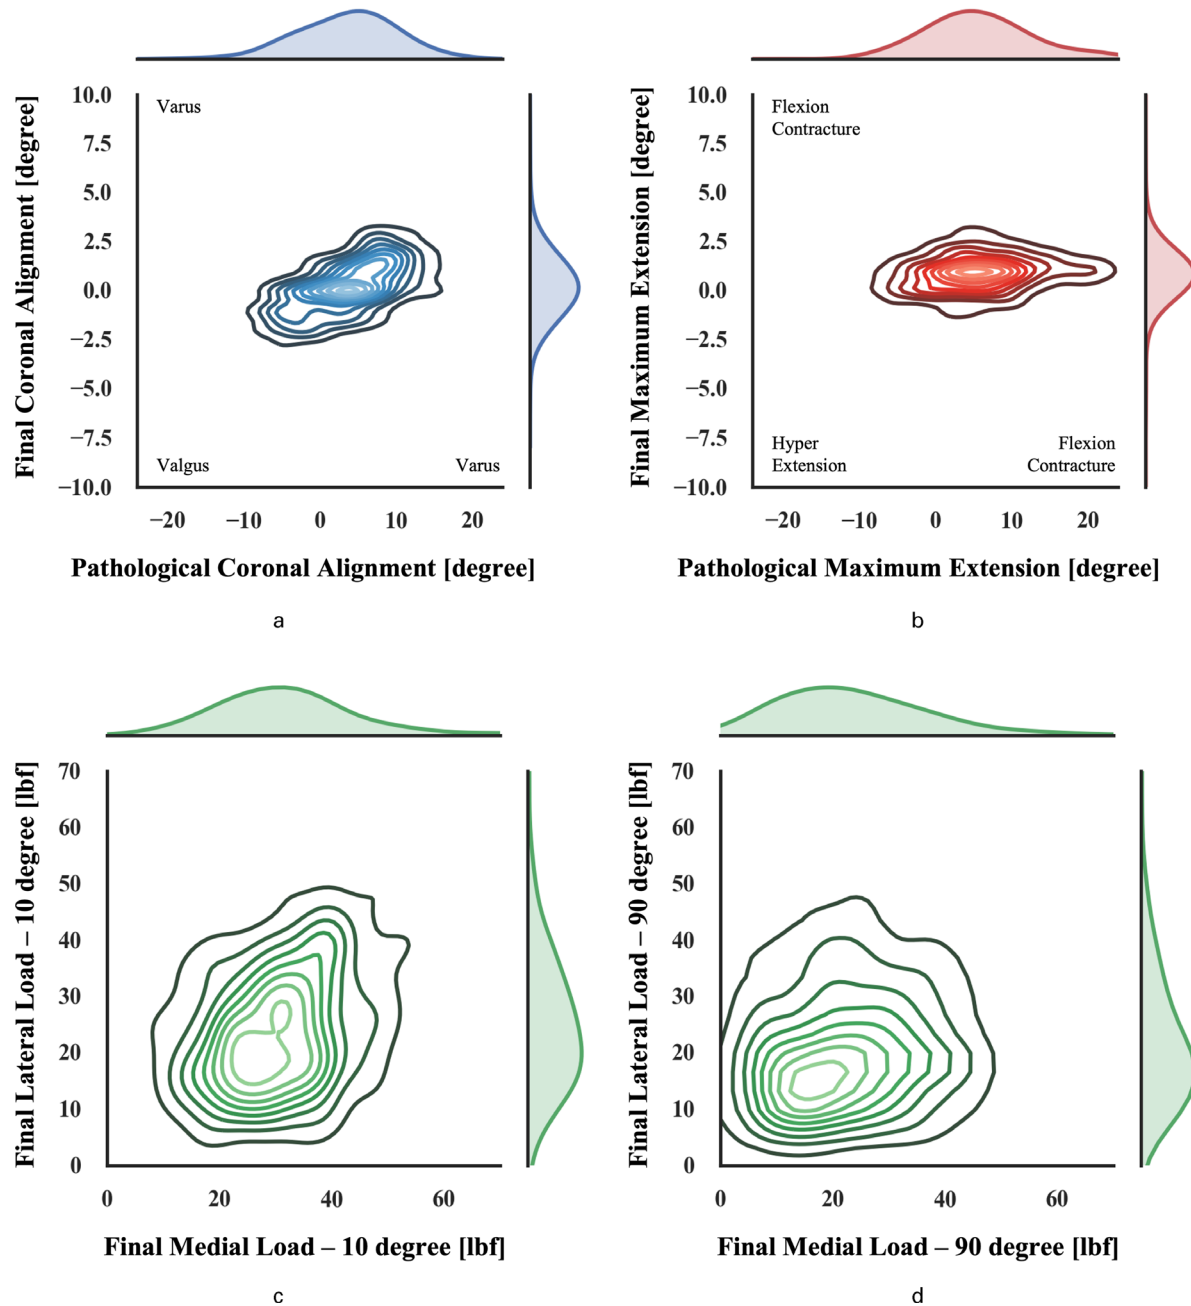 Final Coronal Alignment [degree]
10.0
7.5
5.0
2.5
0.0
−2.5
−5.0
−7.5
−10.0
Varus
Valgus
Varus
−20 −10 0 10 20
Pathological Coronal Alignment [degree]
a
Final Maximum Extension [degree]
10.0
7.5
5.0
2.5
0.0
−2.5
−5.0
−7.5
−10.0
Flexion
Contracture
Hyper
Extension
Flexion
Contracture
−20 −10 0 10 20
Pathological Maximum Extension [degree]
b
Final Lateral Load – 10 degree [lbf]
70
60
50
40
30
20
10
0
0 20 40 60
Final Medial Load – 10 degree [lbf]
c
Final Lateral Load – 90 degree [lbf]
70
60
50
40
30
20
10
0
0 20 40 60
Final Medial Load – 90 degree [lbf]
d